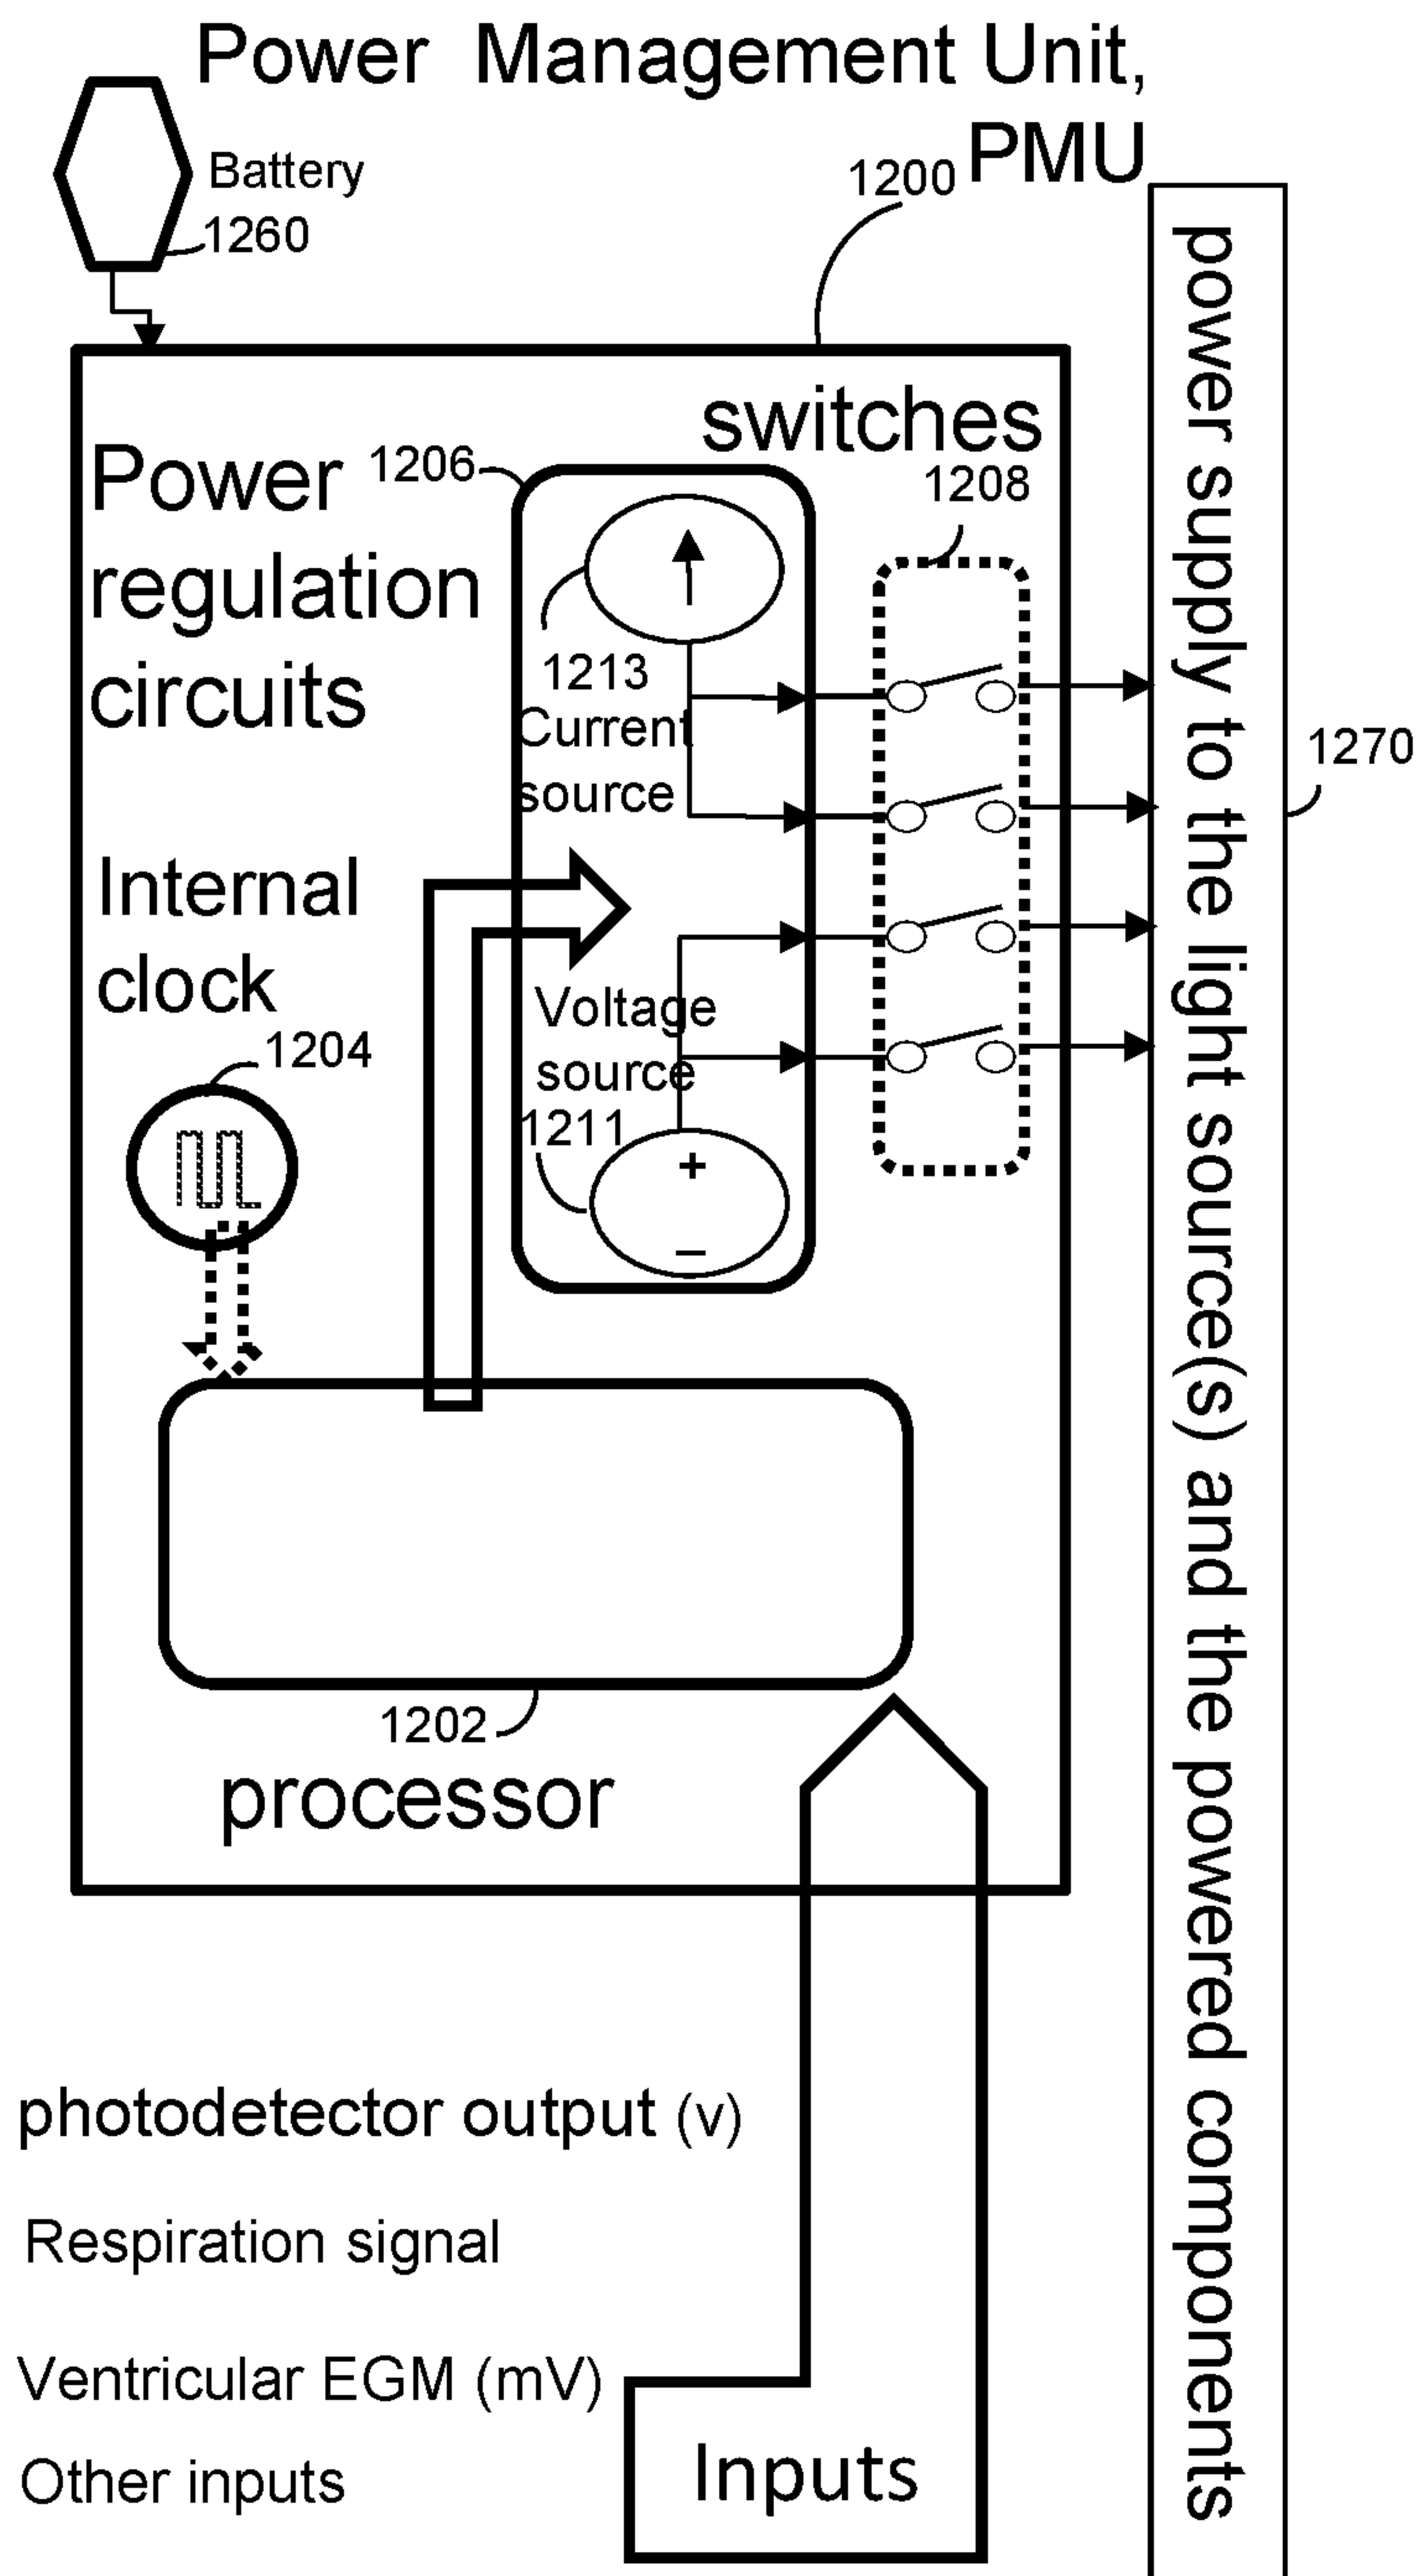 Power Management Unit,
PMU
Battery
1260
1200
switches
1208
Power
regulation
circuits
1206
1213
Current
source
Internal
clock
1204
Voltage
source
1211
+
–
1202
processor
power supply to the light source(s) and the powered components
1270
photodetector output (v)
Respiration signal
Ventricular EGM (mV)
Other inputs
Inputs